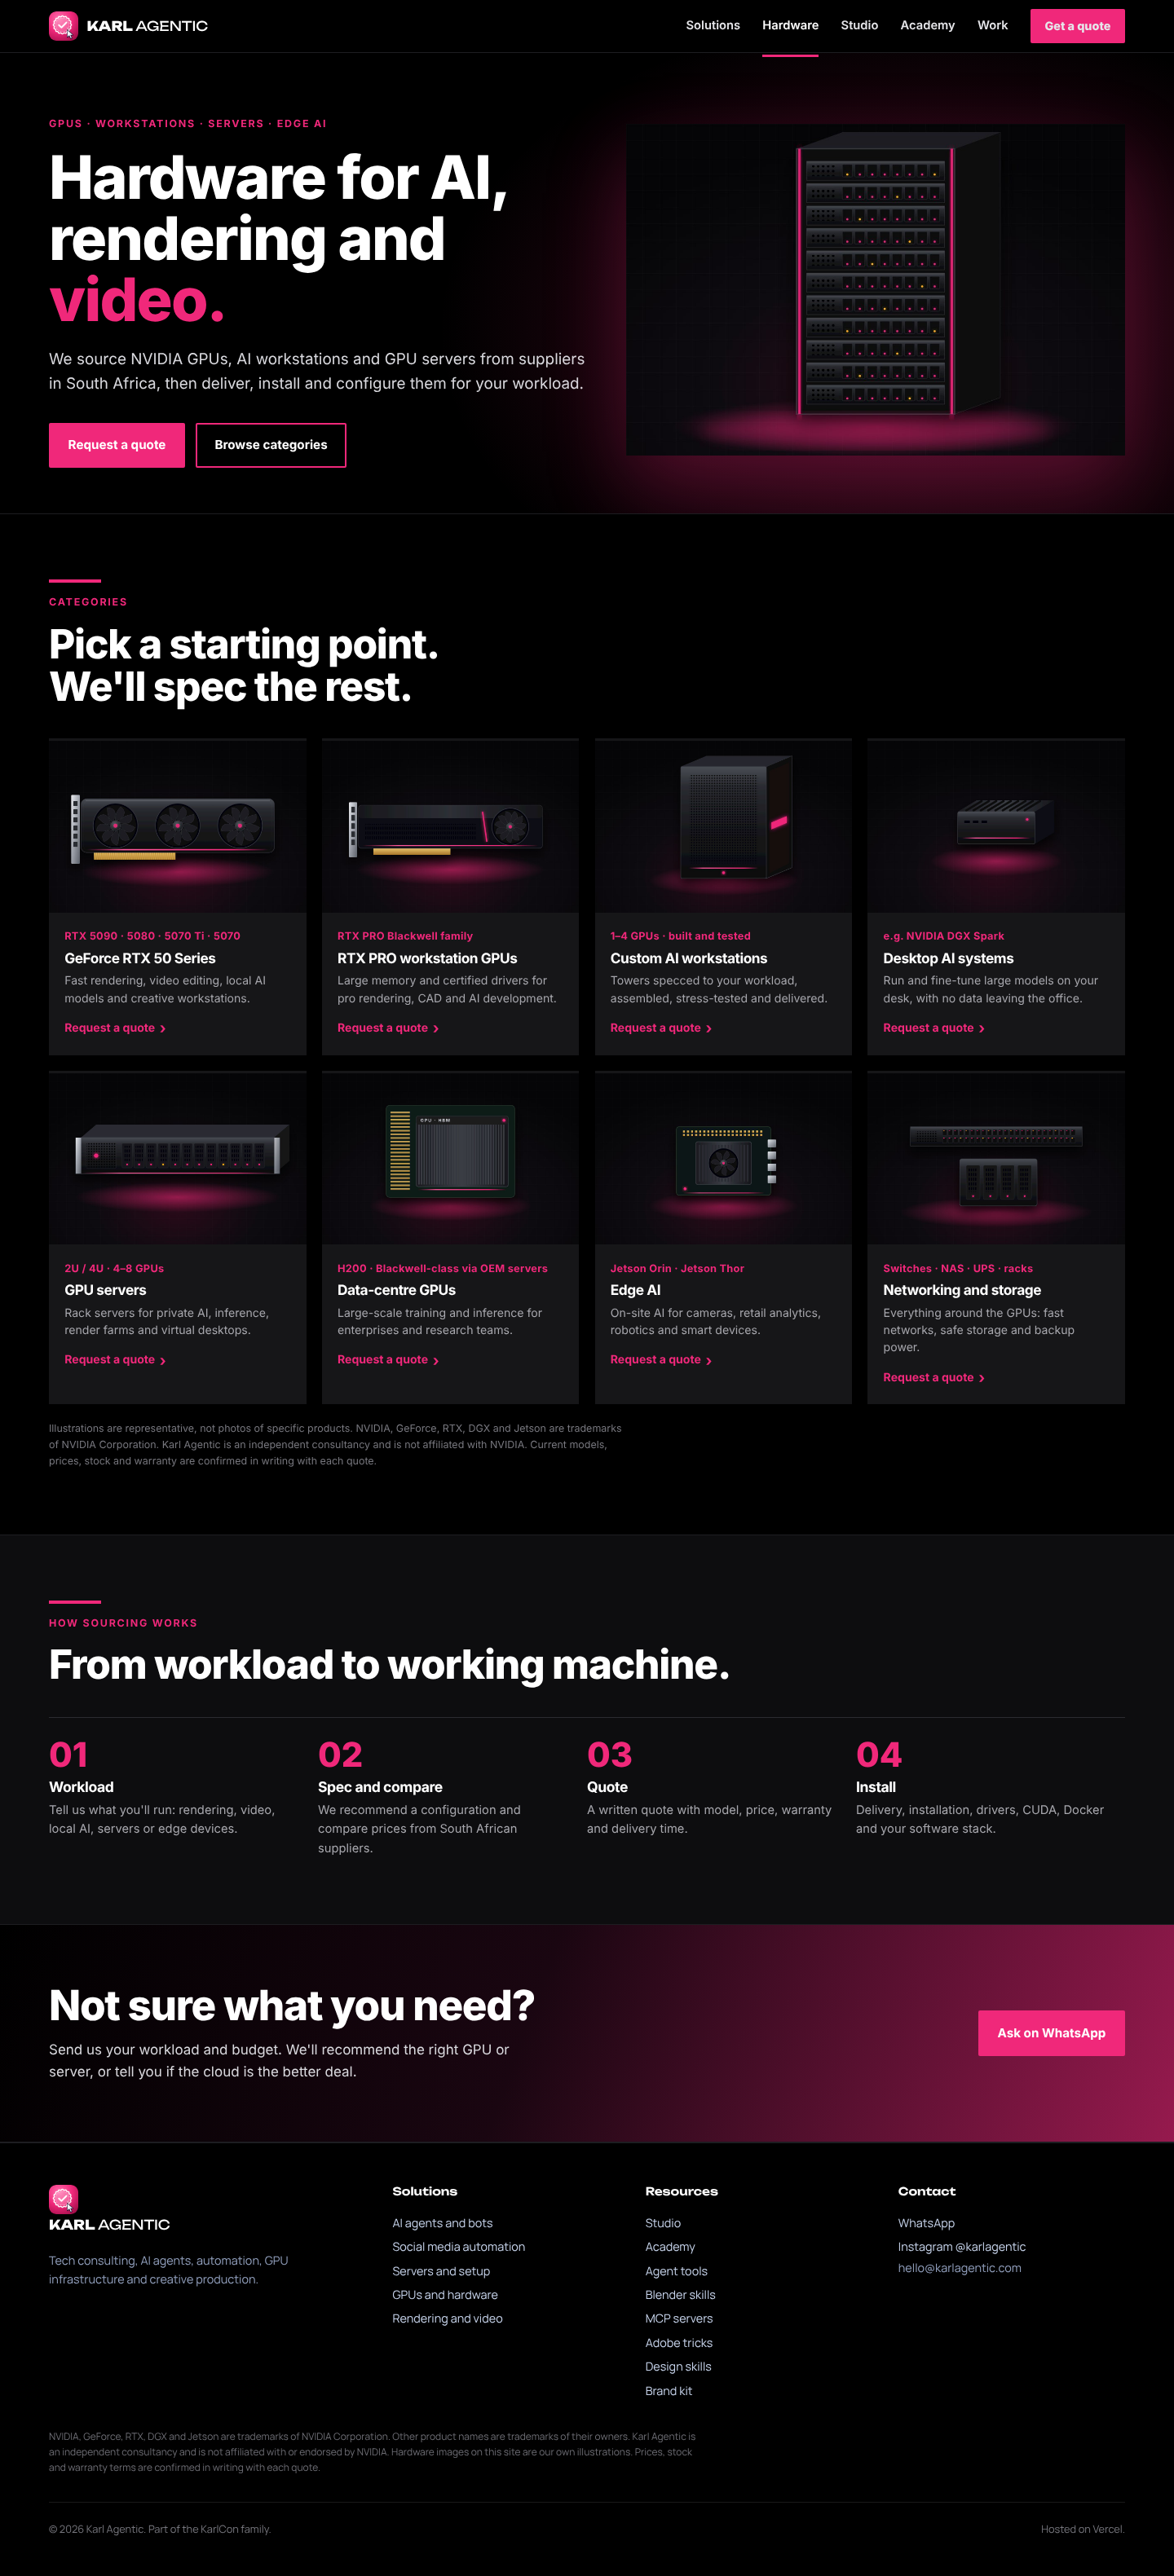 KARL AGENTIC
Solutions
Hardware
Studio
Academy
Work
Get a quote
GPUS · WORKSTATIONS · SERVERS · EDGE AI
Hardware for AI,
rendering and
video.
We source NVIDIA GPUs, AI workstations and GPU servers from suppliers
in South Africa, then deliver, install and configure them for your workload.
Request a quote
Browse categories
CATEGORIES
Pick a starting point.
We'll spec the rest.
RTX 5090 · 5080 · 5070 Ti · 5070
GeForce RTX 50 Series
Fast rendering, video editing, local AI
models and creative workstations.
Request a quote ›
RTX PRO Blackwell family
RTX PRO workstation GPUs
Large memory and certified drivers for
pro rendering, CAD and AI development.
Request a quote ›
1–4 GPUs · built and tested
Custom AI workstations
Towers specced to your workload,
assembled, stress-tested and delivered.
Request a quote ›
e.g. NVIDIA DGX Spark
Desktop AI systems
Run and fine-tune large models on your
desk, with no data leaving the office.
Request a quote ›
2U / 4U · 4–8 GPUs
GPU servers
Rack servers for private AI, inference,
render farms and virtual desktops.
Request a quote ›
GPU · HBM
H200 · Blackwell-class via OEM servers
Data-centre GPUs
Large-scale training and inference for
enterprises and research teams.
Request a quote ›
Jetson Orin · Jetson Thor
Edge AI
On-site AI for cameras, retail analytics,
robotics and smart devices.
Request a quote ›
Switches · NAS · UPS · racks
Networking and storage
Everything around the GPUs: fast
networks, safe storage and backup
power.
Request a quote ›
Illustrations are representative, not photos of specific products. NVIDIA, GeForce, RTX, DGX and Jetson are trademarks
of NVIDIA Corporation. Karl Agentic is an independent consultancy and is not affiliated with NVIDIA. Current models,
prices, stock and warranty are confirmed in writing with each quote.
HOW SOURCING WORKS
From workload to working machine.
01
Workload
Tell us what you'll run: rendering, video,
local AI, servers or edge devices.
02
Spec and compare
We recommend a configuration and
compare prices from South African
suppliers.
03
Quote
A written quote with model, price, warranty
and delivery time.
04
Install
Delivery, installation, drivers, CUDA, Docker
and your software stack.
Not sure what you need?
Send us your workload and budget. We'll recommend the right GPU or
server, or tell you if the cloud is the better deal.
Ask on WhatsApp
KARL AGENTIC
Tech consulting, AI agents, automation, GPU
infrastructure and creative production.
Solutions
AI agents and bots
Social media automation
Servers and setup
GPUs and hardware
Rendering and video
Resources
Studio
Academy
Agent tools
Blender skills
MCP servers
Adobe tricks
Design skills
Brand kit
Contact
WhatsApp
Instagram @karlagentic
hello@karlagentic.com
NVIDIA, GeForce, RTX, DGX and Jetson are trademarks of NVIDIA Corporation. Other product names are trademarks of their owners. Karl Agentic is
an independent consultancy and is not affiliated with or endorsed by NVIDIA. Hardware images on this site are our own illustrations. Prices, stock
and warranty terms are confirmed in writing with each quote.
© 2026 Karl Agentic. Part of the KarlCon family.
Hosted on Vercel.